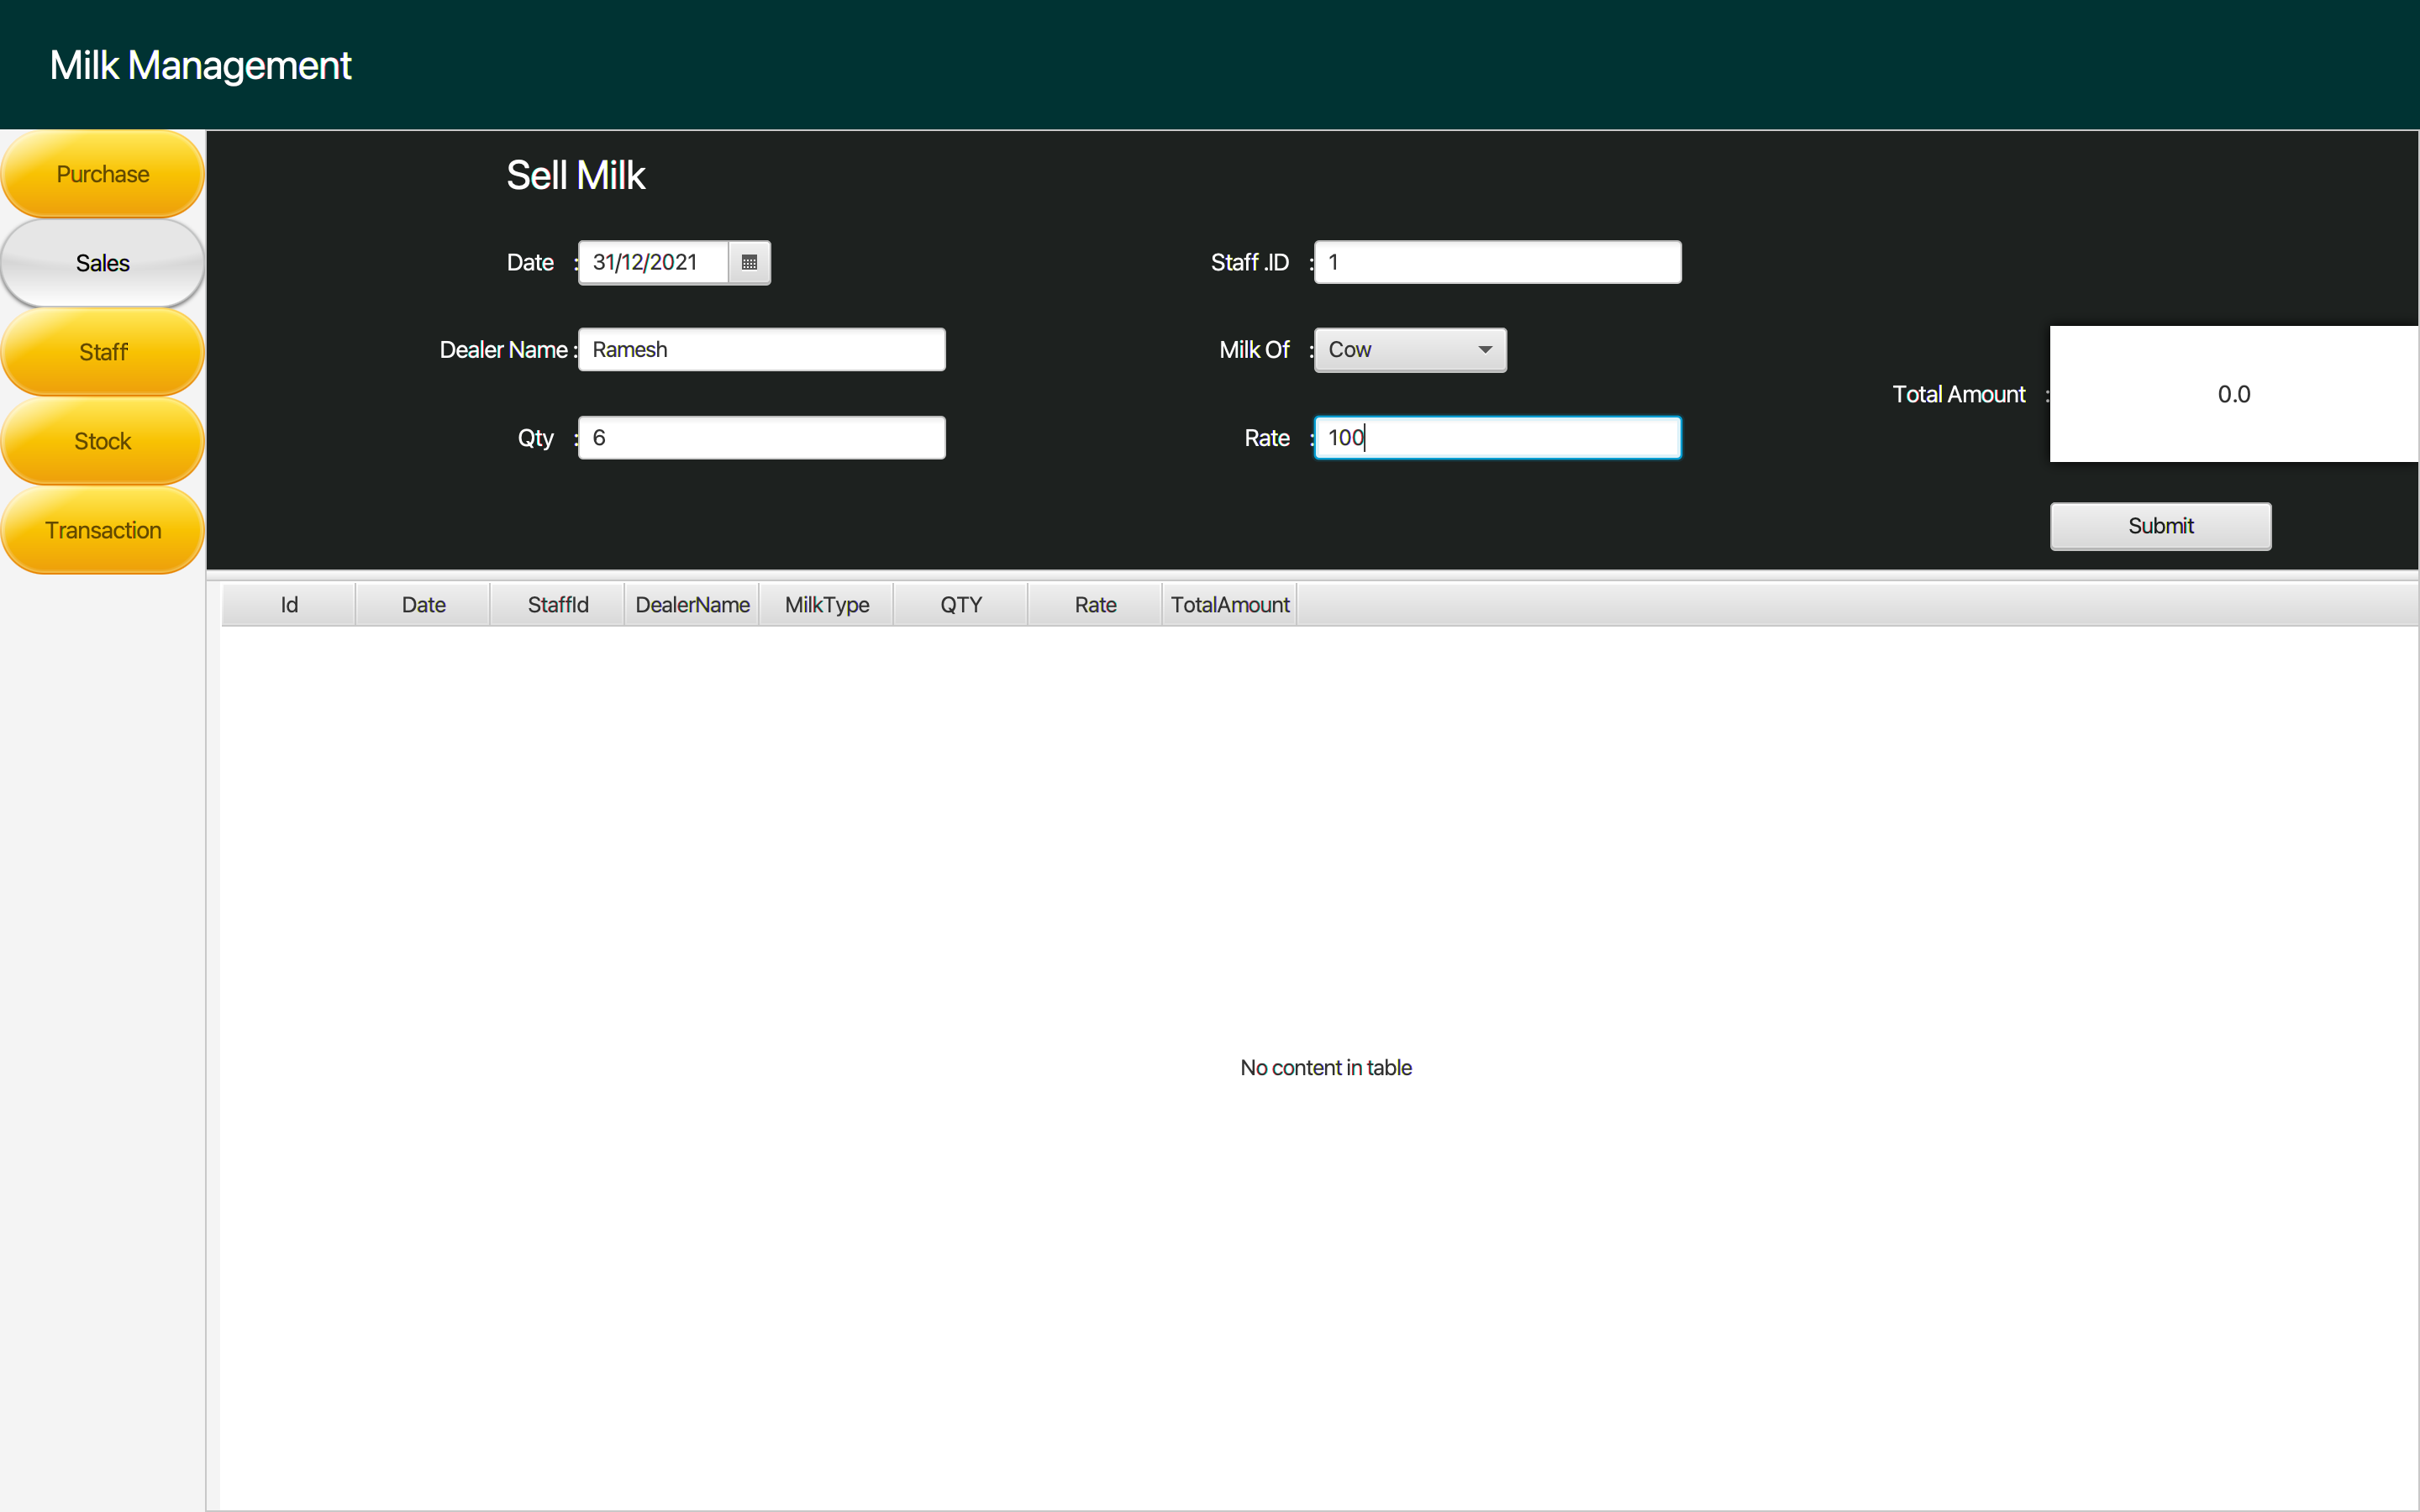 Milk Management
Purchase
Sales
Staff
Stock
Transaction
Sell Milk
Date : 31/12/2021 Staff .ID : 1
Dealer Name : Ramesh Milk Of : Cow
Total Amount : 0.0
Qty : 6 Rate : 100
Submit
Id Date StaffId DealerName MilkType QTY Rate TotalAmount
No content in table